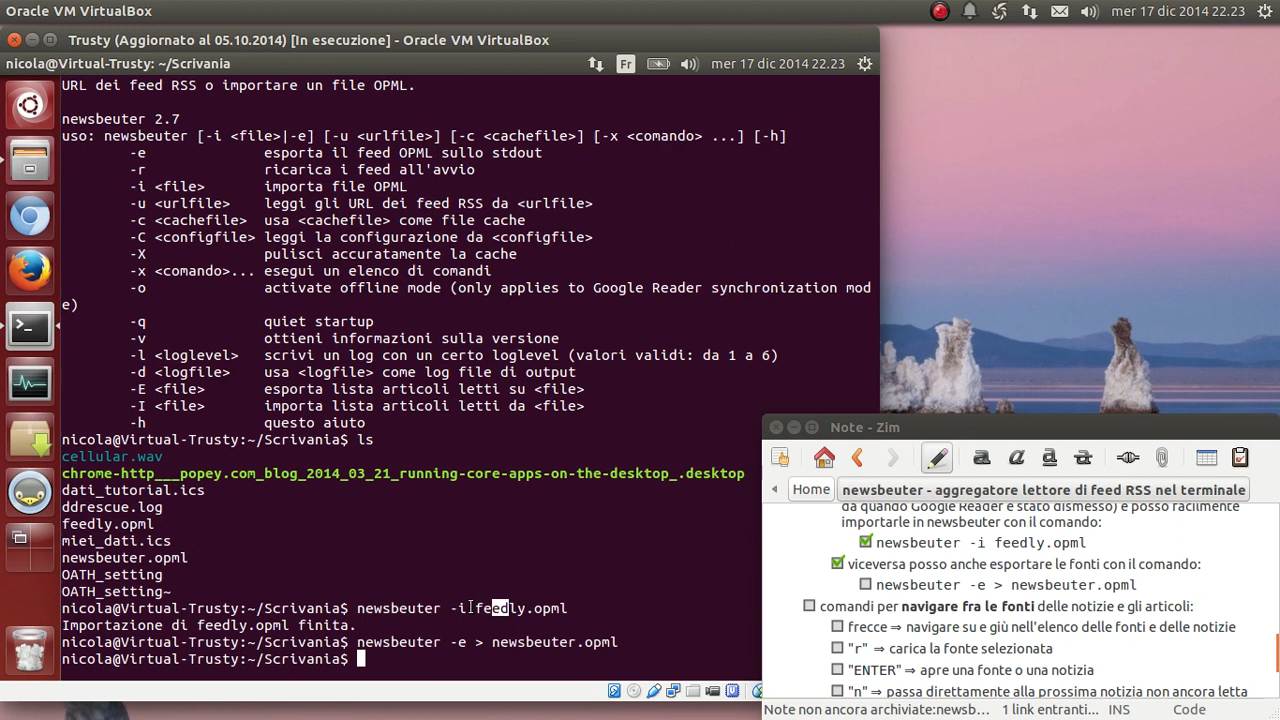 Oracle VM VirtualBox
mer 17 dic 2014 22.23
Trusty (Aggiornato al 05.10.2014) [In esecuzione] - Oracle VM VirtualBox
nicola@Virtual-Trusty: ~/Scrivania
Fr
mer 17 dic 2014 22.23
URL dei feed RSS o importare un file OPML.
newsbeuter 2.7
uso: newsbeuter [-i <file>|-e] [-u <urlfile>] [-c <cachefile>] [-x <comando> ...] [-h]
-e esporta il feed OPML sullo stdout
-r ricarica i feed all'avvio
-i <file> importa file OPML
-u <urlfile> leggi gli URL dei feed RSS da <urlfile>
-c <cachefile> usa <cachefile> come file cache
-C <configfile> leggi la configurazione da <configfile>
-X pulisci accuratamente la cache
-x <comando>... esegui un elenco di comandi
-o activate offline mode (only applies to Google Reader synchronization mod
e)
-q quiet startup
-v ottieni informazioni sulla versione
-l <loglevel> scrivi un log con un certo loglevel (valori validi: da 1 a 6)
-d <logfile> usa <logfile> come log file di output
-E <file> esporta lista articoli letti su <file>
-I <file> importa lista articoli letti da <file>
-h questo aiuto
nicola@Virtual-Trusty:~/Scrivania$ ls
cellular.wav
chrome-http___popey.com_blog_2014_03_21_running-core-apps-on-the-desktop_.desktop
dati_tutorial.ics
ddrescue.log
feedly.opml
miei_dati.ics
newsbeuter.opml
OATH_setting
OATH_setting~
nicola@Virtual-Trusty:~/Scrivania$ newsbeuter -i feedly.opml
Importazione di feedly.opml finita.
nicola@Virtual-Trusty:~/Scrivania$ newsbeuter -e > newsbeuter.opml
nicola@Virtual-Trusty:~/Scrivania$
Note - Zim
Home
newsbeuter - aggregatore lettore di feed RSS nel terminale
da quando Google Reader è stato dismesso) e posso facilmente
importarle in newsbeuter con il comando:
newsbeuter -i feedly.opml
viceversa posso anche esportare le fonti con il comando:
newsbeuter -e > newsbeuter.opml
comandi per navigare fra le fonti delle notizie e gli articoli:
frecce ⇒ navigare su e giù nell'elenco delle fonti e delle notizie
"r" ⇒ carica la fonte selezionata
"ENTER" ⇒ apre una fonte o una notizia
"n" ⇒ passa direttamente alla prossima notizia non ancora letta
Note non ancora archiviate:newsb...
1 link entranti...
INS
Code